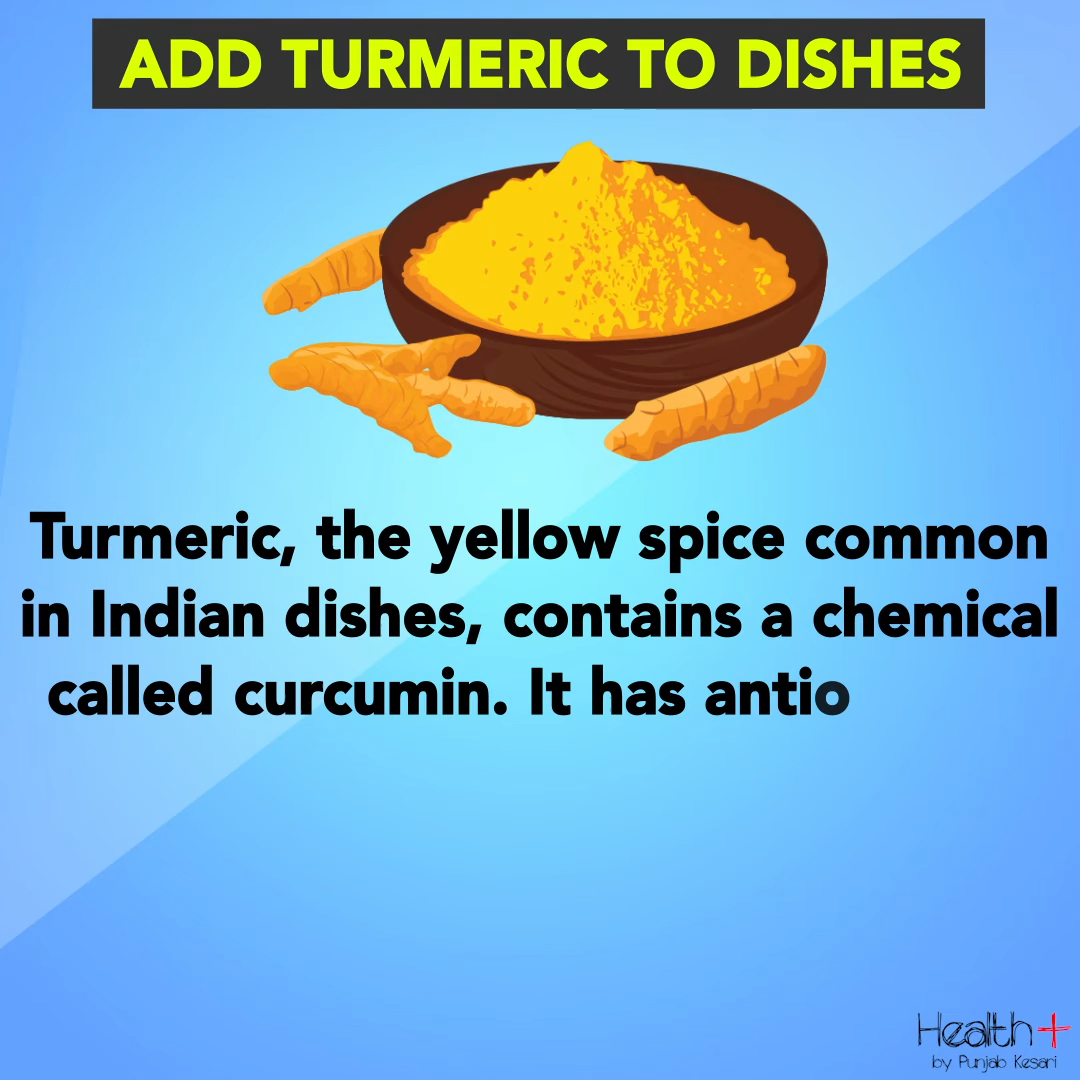 ADD TURMERIC TO DISHES
Turmeric, the yellow spice common
in Indian dishes, contains a chemical
called curcumin. It has antio
Health+
by Punjab Kesari